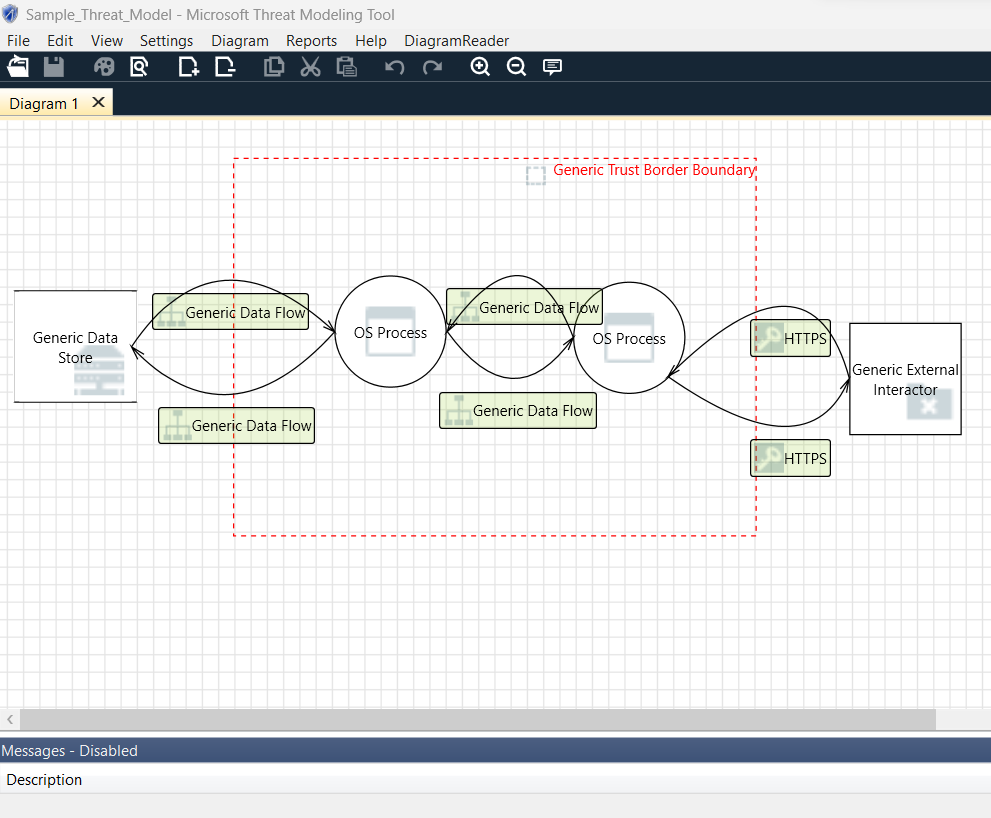 Sample_Threat_Model - Microsoft Threat Modeling Tool
File Edit View Settings Diagram Reports Help DiagramReader
Diagram 1
Generic Trust Border Boundary
Generic Data Flow
Generic Data Flow
HTTPS
Generic Data
Store
OS Process
OS Process
Generic External
Interactor
Generic Data Flow
Generic Data Flow
HTTPS
Messages - Disabled
Description